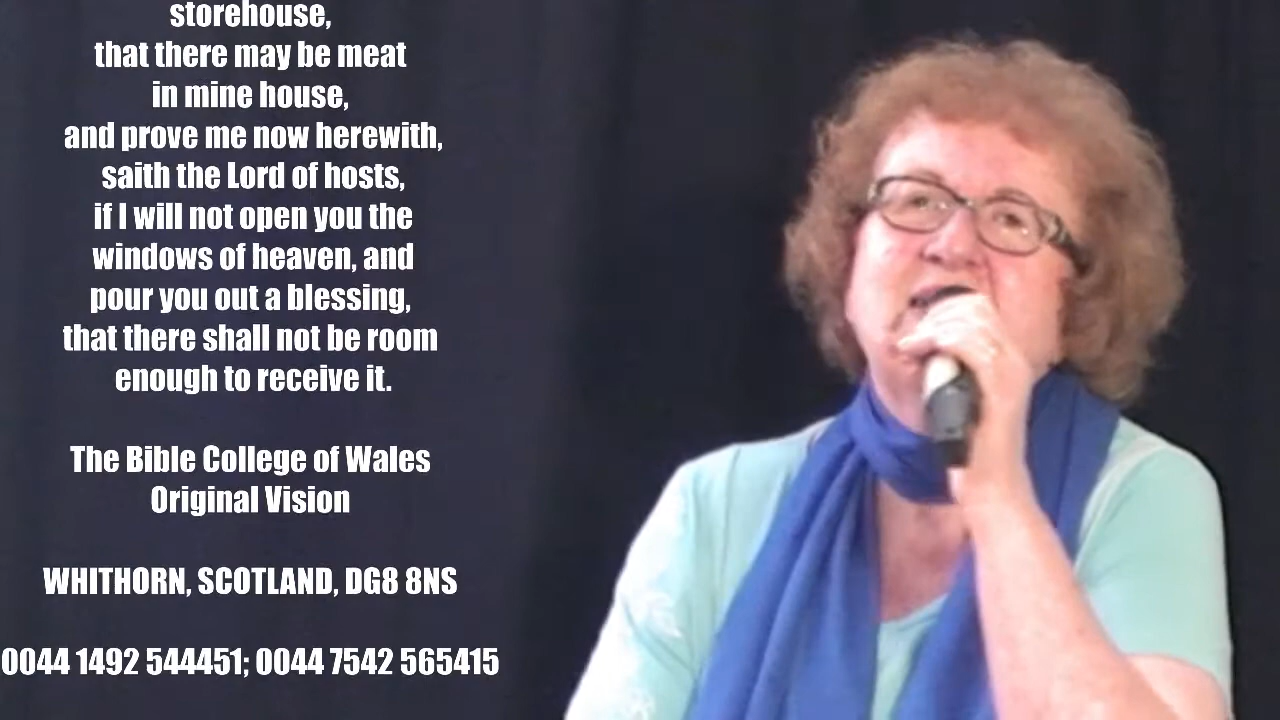 storehouse,
that there may be meat
in mine house,
and prove me now herewith,
saith the Lord of hosts,
if I will not open you the
windows of heaven, and
pour you out a blessing,
that there shall not be room
enough to receive it.
The Bible College of Wales
Original Vision
WHITHORN, SCOTLAND, DG8 8NS
0044 1492 544451; 0044 7542 565415